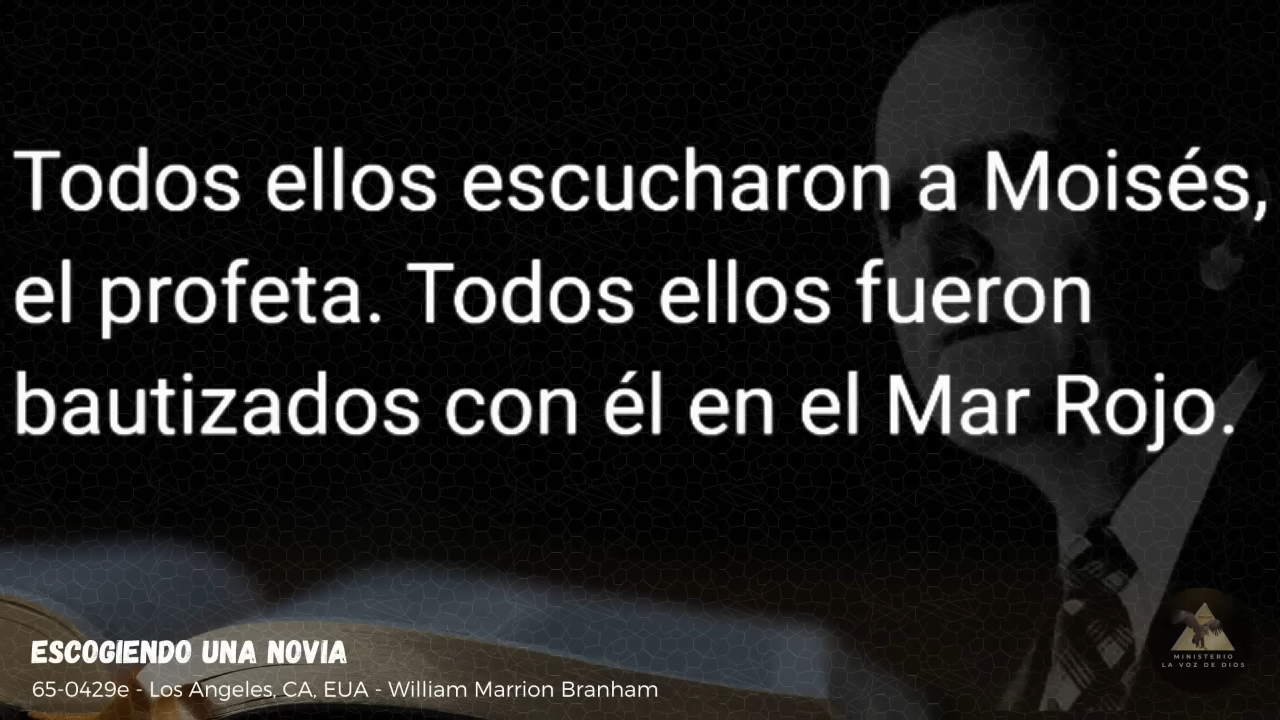 Todos ellos escucharon a Moisés,
el profeta. Todos ellos fueron
bautizados con él en el Mar Rojo.
ESCOGIENDO UNA NOVIA
65-0429e - Los Angeles, CA, EUA - William Marrion Branham
MINISTERIO
LA VOZ DE DIOS